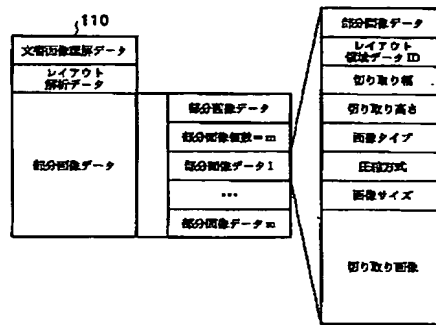 110
文書画像理解データ
レイアウト
解析データ
部分画像データ
部分画像データ
部分画像個数=m
部分画像データ1
...
部分画像データm
部分画像データ
レイアウト
領域データID
切り取り幅
切り取り高さ
画像タイプ
圧縮方式
画像サイズ
切り取り画像